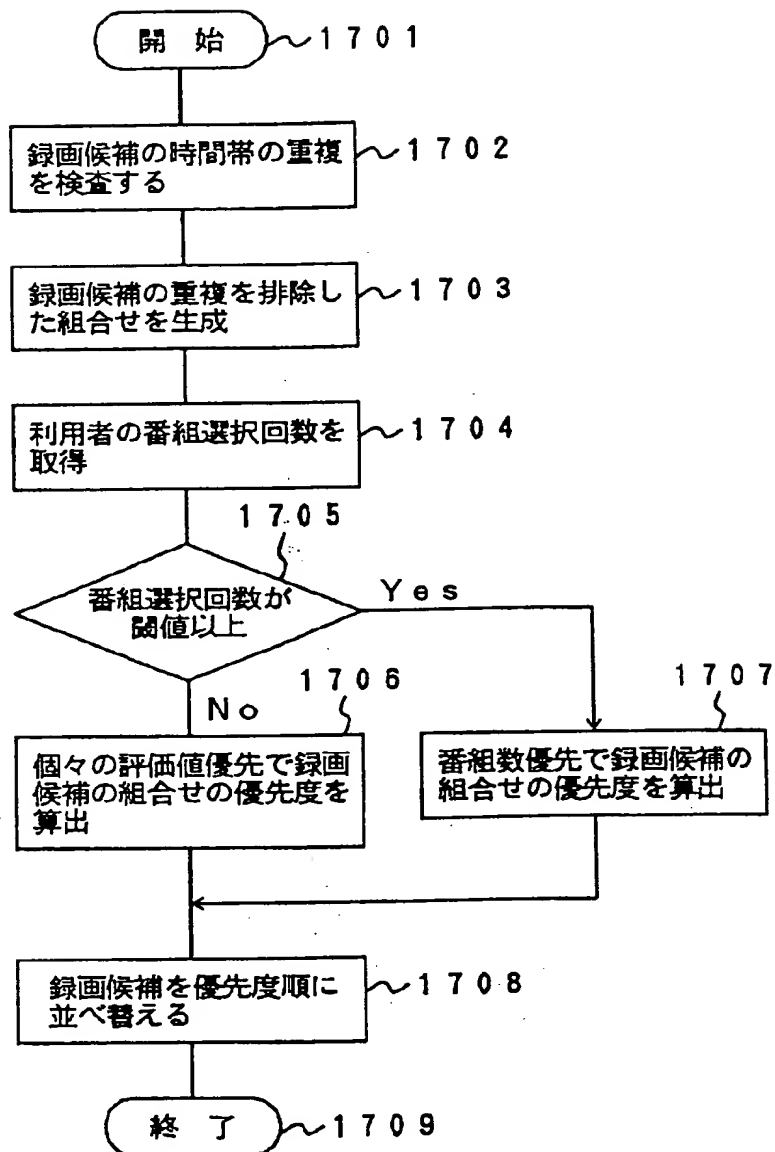 開 始
1701
録画候補の時間帯の重複
を検査する
1702
録画候補の重複を排除し
た組合せを生成
1703
利用者の番組選択回数を
取得
1704
1705
番組選択回数が
閾値以上
Yes
No
1706
個々の評価値優先で録画
候補の組合せの優先度を
算出
1707
番組数優先で録画候補の
組合せの優先度を算出
録画候補を優先度順に
並べ替える
1708
終 了
1709